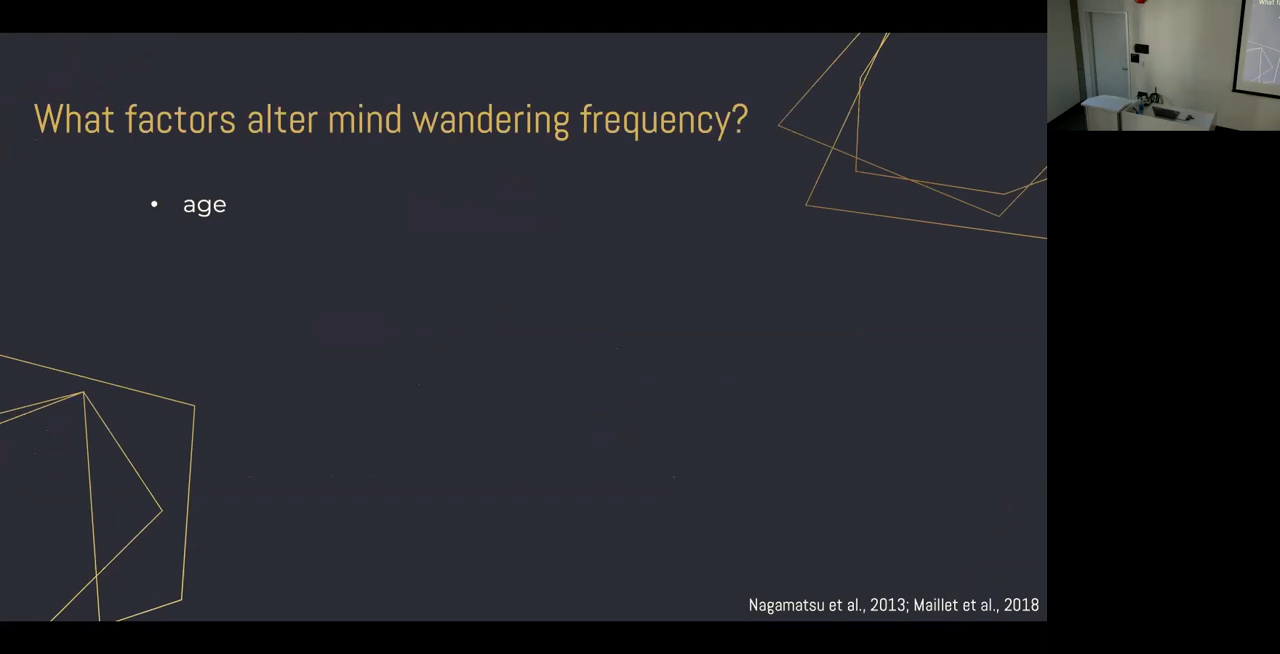 What factors alter mind wandering frequency?
• age
Nagamatsu et al., 2013; Maillet et al., 2018